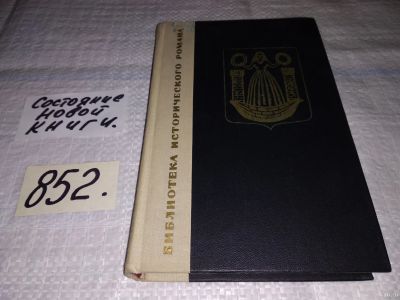 Состояние
новой
книги.
852.
БИБЛИОТЕКА ИСТОРИЧЕСКОГО РОМАНА